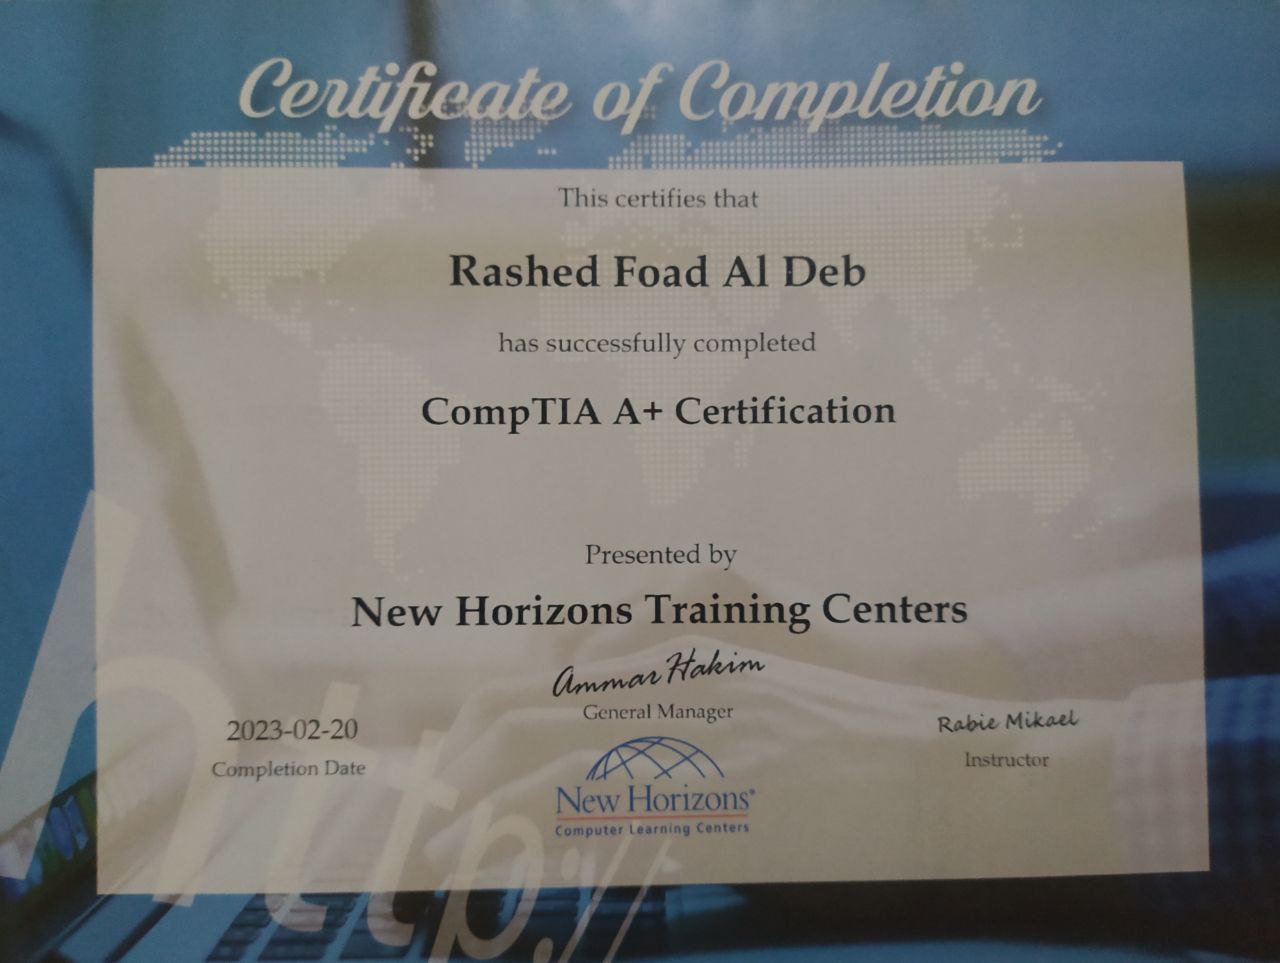 Certificate of Completion
This certifies that
Rashed Foad Al Deb
has successfully completed
CompTIA A+ Certification
Presented by
New Horizons Training Centers
Ammar Hakim
General Manager
2023-02-20
Completion Date
Rabie Mikael
Instructor
New Horizons®
Computer Learning Centers
http://